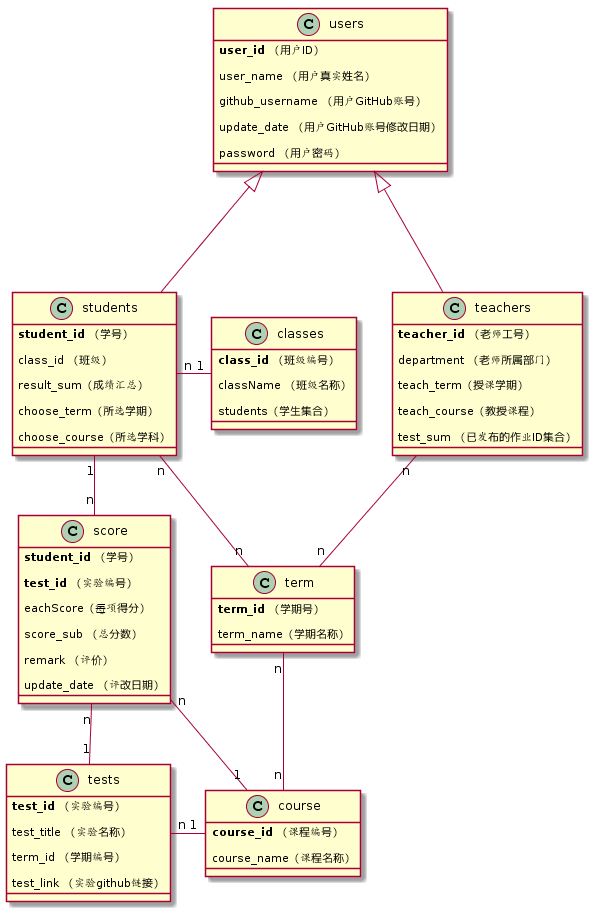 C users
user_id （用户ID）
user_name （用户真实姓名）
github_username （用户GitHub账号）
update_date （用户GitHub账号修改日期）
password （用户密码）
C students
student_id （学号）
class_id （班级）
result_sum（成绩汇总）
choose_term（所选学期）
choose_course（所选学科）
n 1
C classes
class_id （班级编号）
className （班级名称）
students（学生集合）
C teachers
teacher_id （老师工号）
department （老师所属部门）
teach_term（授课学期）
teach_course（教授课程）
test_sum （已发布的作业ID集合）
1
n
n
n
n
n
C score
student_id （学号）
test_id （实验编号）
eachScore（每项得分）
score_sub （总分数）
remark （评价）
update_date （评改日期）
C term
term_id （学期号）
term_name（学期名称）
n
n
n
1
n
1
C tests
test_id （实验编号）
test_title （实验名称）
term_id （学期编号）
test_link （实验github链接）
n 1
C course
course_id （课程编号）
course_name（课程名称）